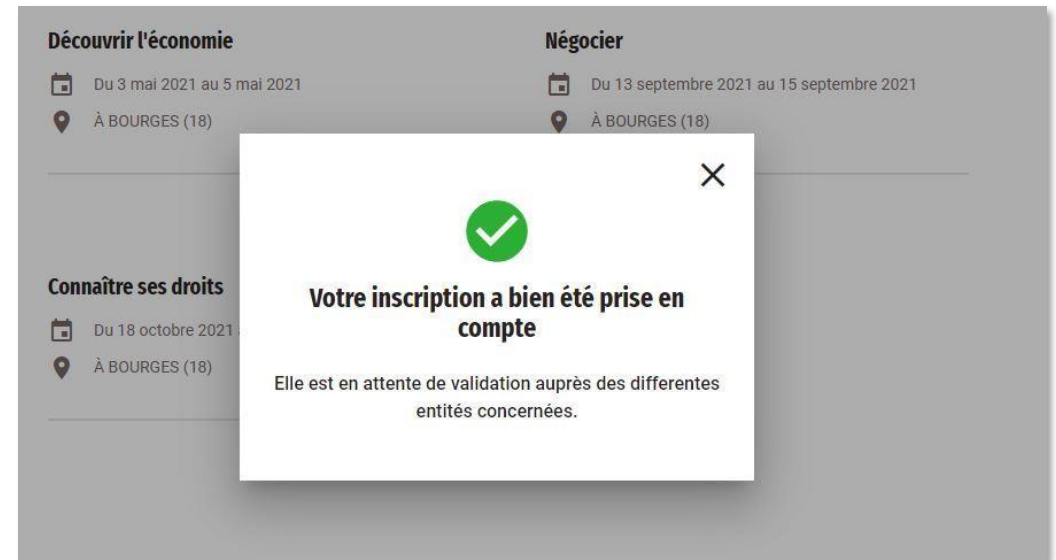 Découvrir l'économie
Du 3 mai 2021 au 5 mai 2021
À BOURGES (18)
Négocier
Du 13 septembre 2021 au 15 septembre 2021
À BOURGES (18)
Connaître ses droits
Du 18 octobre 2021
À BOURGES (18)
Votre inscription a bien été prise en
compte
Elle est en attente de validation auprès des differentes
entités concernées.